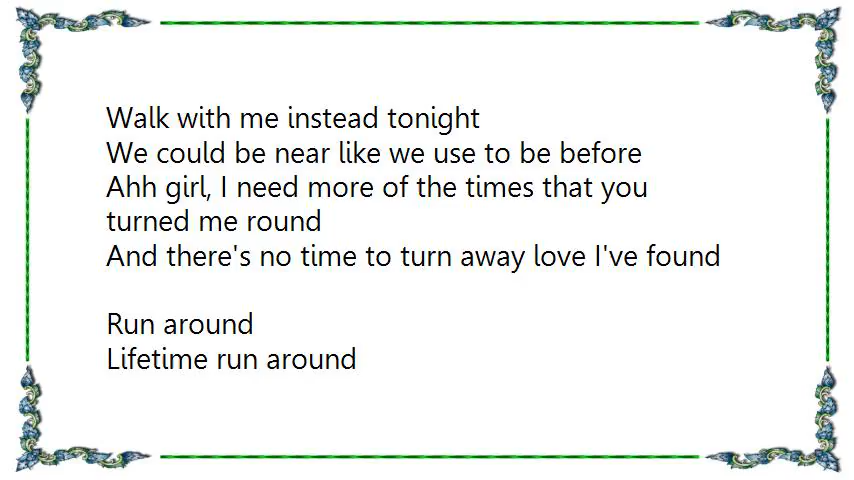 Walk with me instead tonight
We could be near like we use to be before
Ahh girl, I need more of the times that you
turned me round
And there's no time to turn away love I've found
Run around
Lifetime run around